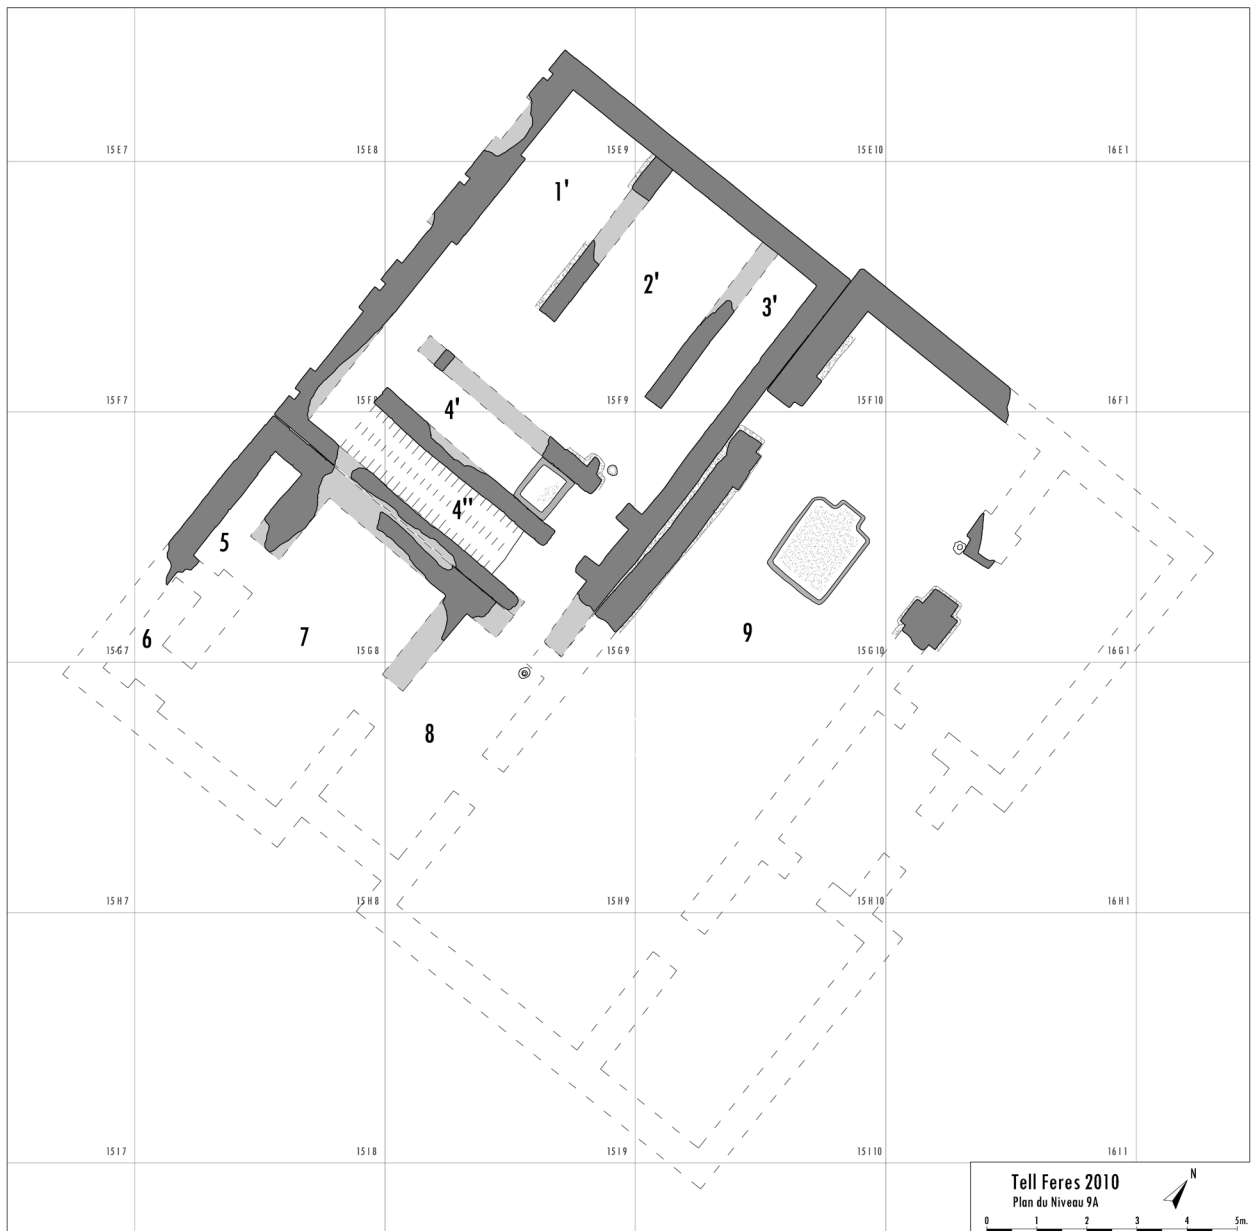 15E7 15E8 15E9 15E10 16E1
1'
2'
3'
15F7 15F8 15F9 15F10 16F1
4'
4"
5
6 7 9
15G7 15G8 15G9 15G10 16G1
8
15H7 15H8 15H9 15H10 16H1
15I7 15I8 15I9 15I10 16I1
Tell Feres 2010 N
Plan du Niveau 9A
0 1 2 3 4 5m.